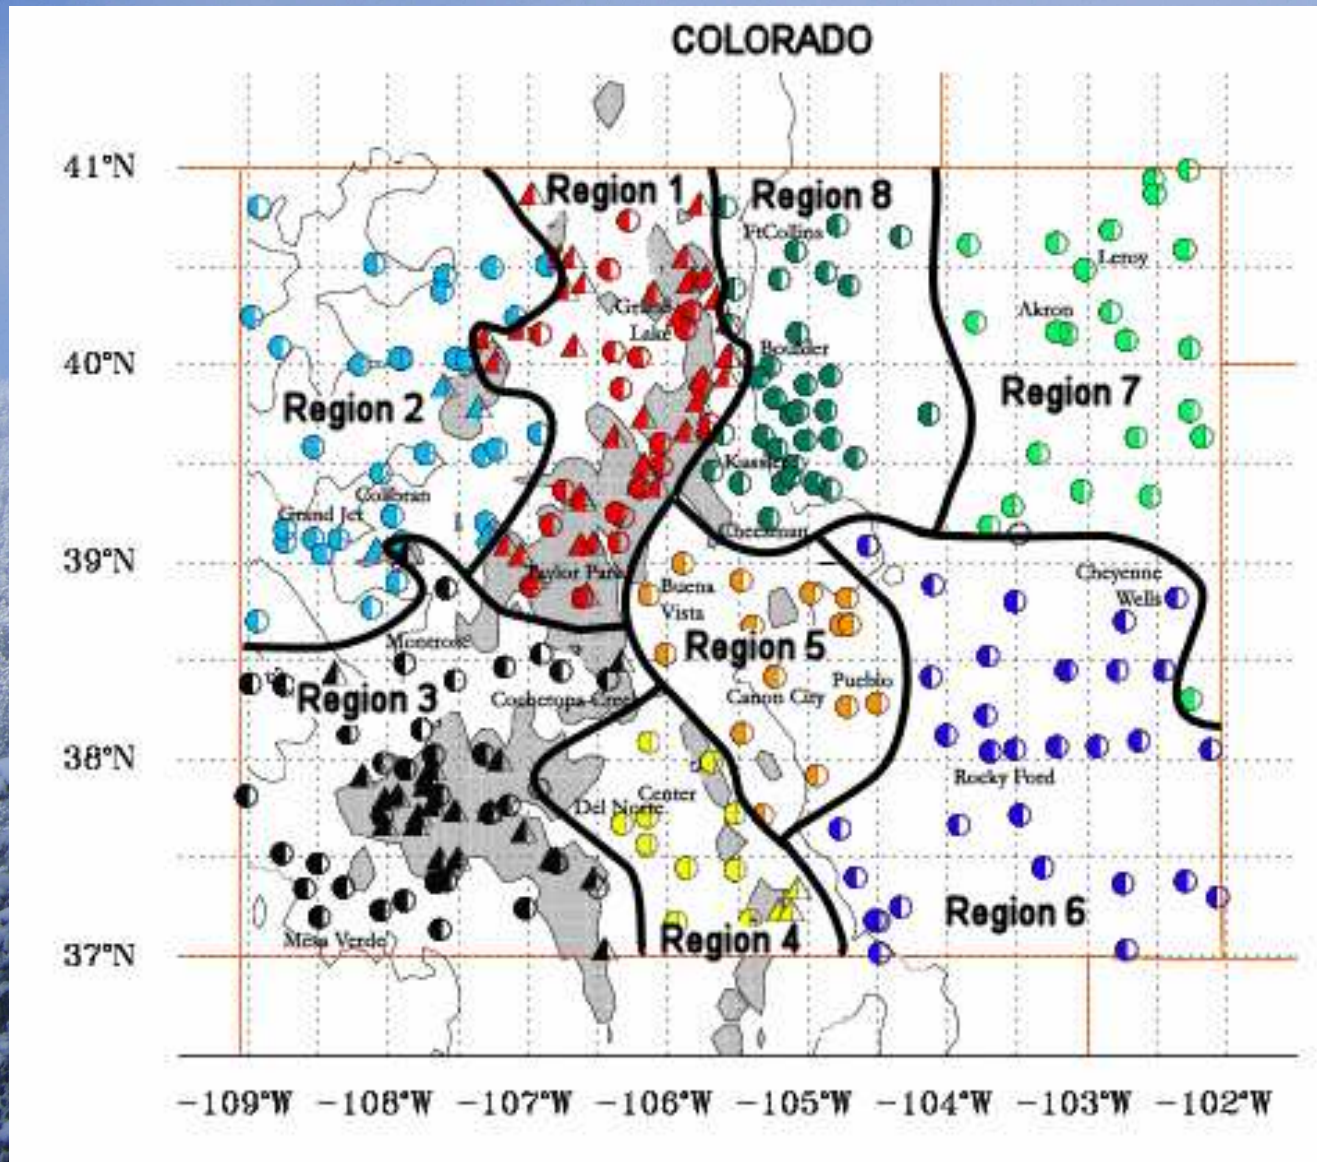 COLORADO
41°N
Region 1
Region 8
FtCollins
Leroy
Grand
Lake
Akron
40°N
Boulder
Region 2
Region 7
Kassler
Collbran
Grand Jct
Cheesman
39°N
Taylor Park
Buena
Vista
Cheyenne
Wells
Montrose
Region 5
Region 3
Cochetopa Creek
Canon City
Pueblo
38°N
Rocky Ford
Del Norte
Center
Mesa Verde
Region 4
Region 6
37°N
-109°W -108°W -107°W -106°W -105°W -104°W -103°W -102°W